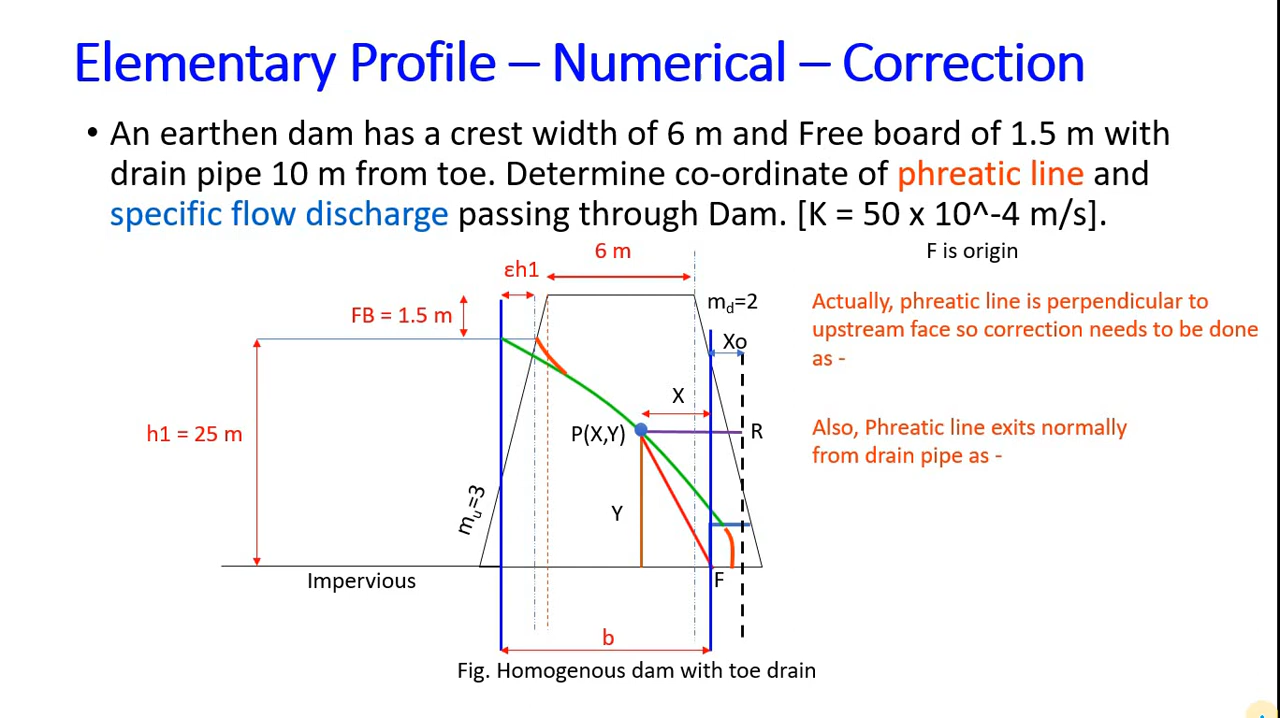 Elementary Profile – Numerical – Correction
• An earthen dam has a crest width of 6 m and Free board of 1.5 m with
drain pipe 10 m from toe. Determine co-ordinate of phreatic line and
specific flow discharge passing through Dam. [K = 50 x 10^-4 m/s].
6 m
F is origin
εh1
FB = 1.5 m
m_d=2
Actually, phreatic line is perpendicular to
upstream face so correction needs to be done
as -
Xo
X
h1 = 25 m
P(X,Y)
R
Also, Phreatic line exits normally
from drain pipe as -
m_u=3
Y
Impervious
F
b
Fig. Homogenous dam with toe drain